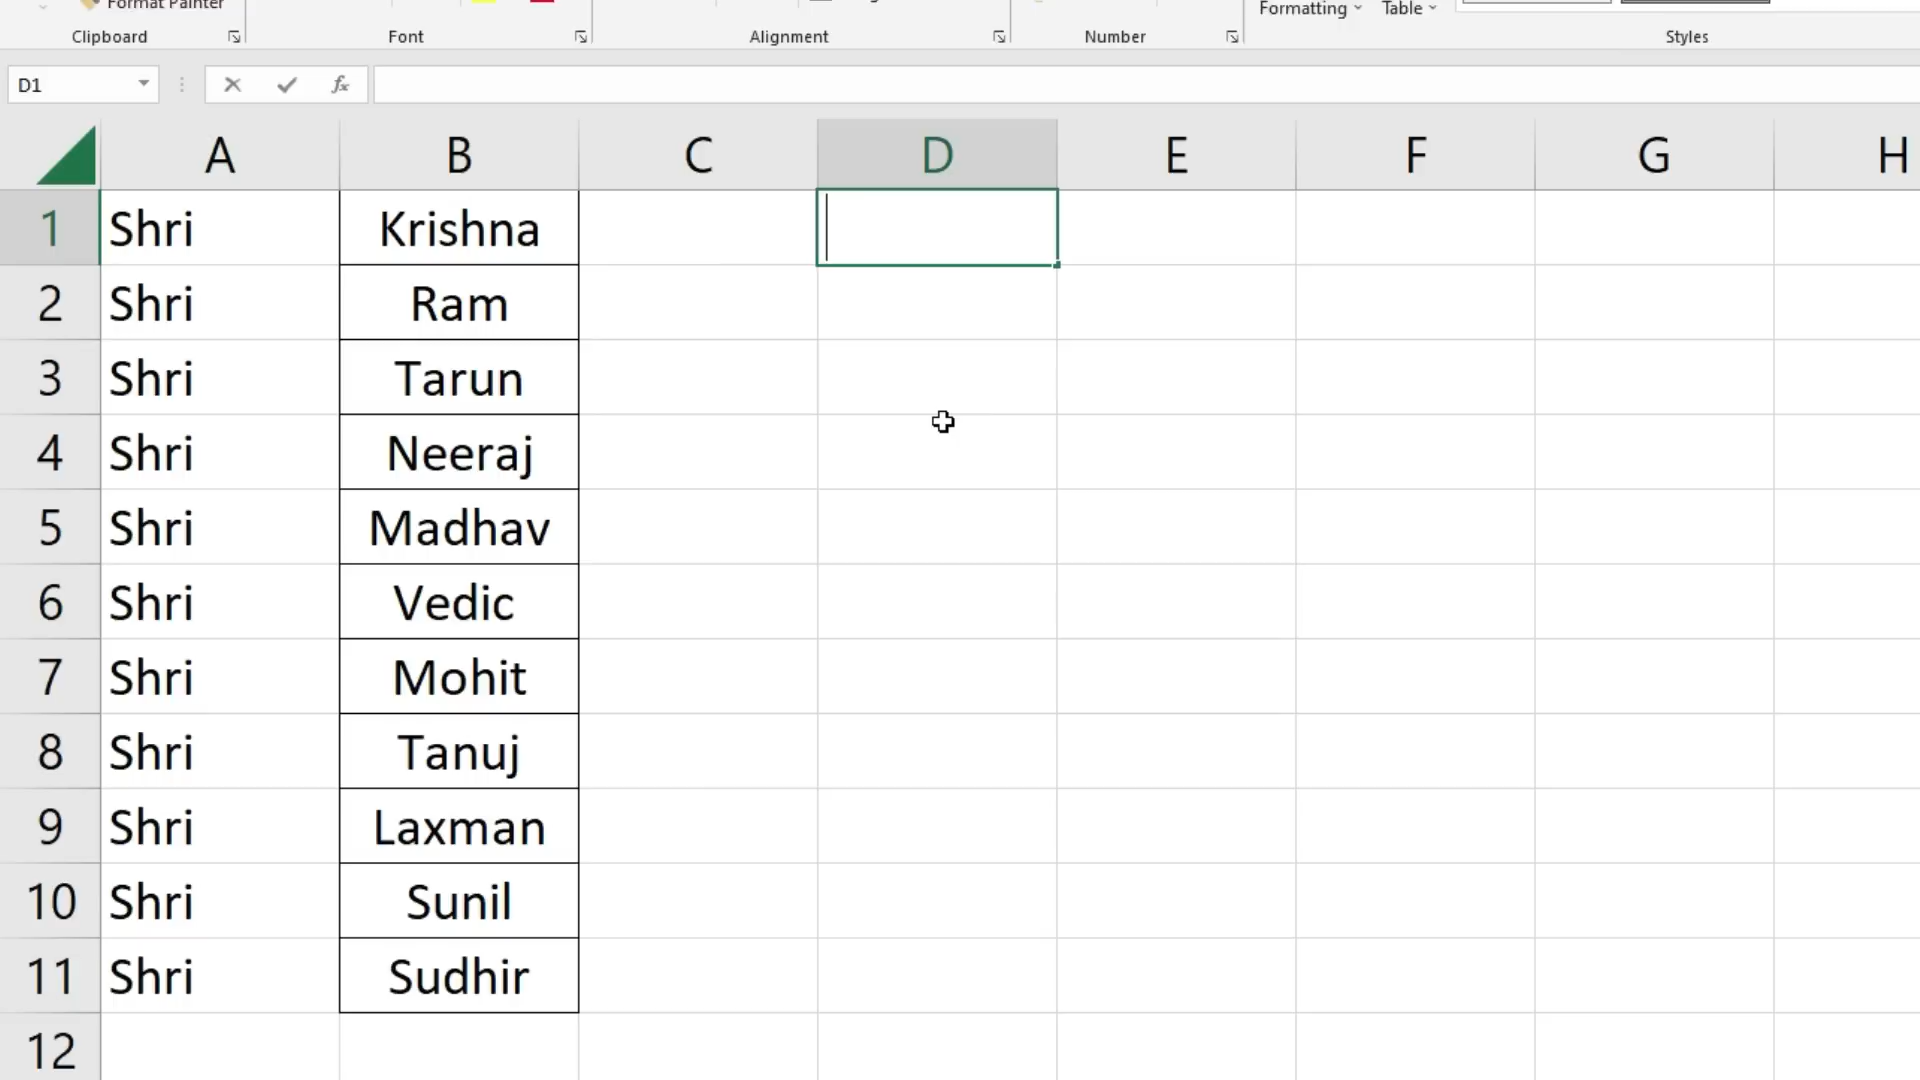 Format Painter
Formatting Table
Clipboard Font Alignment Number Styles
D1 fx
A B C D E F G H
1 Shri Krishna
2 Shri Ram
3 Shri Tarun
4 Shri Neeraj
5 Shri Madhav
6 Shri Vedic
7 Shri Mohit
8 Shri Tanuj
9 Shri Laxman
10 Shri Sunil
11 Shri Sudhir
12